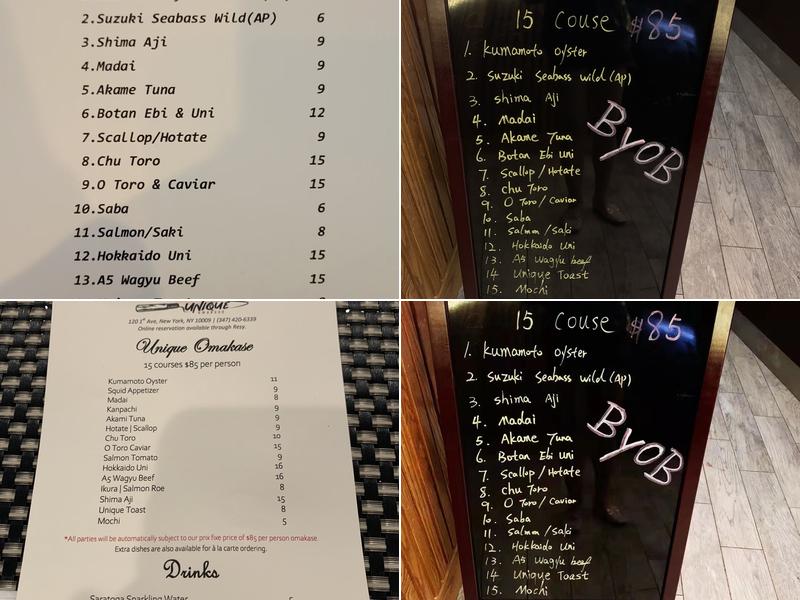 2.Suzuki Seabass Wild(AP) 6
3.Shima Aji 9
4.Madai 9
5.Akame Tuna 9
6.Botan Ebi & Uni 12
7.Scallop/Hotate 9
8.Chu Toro 15
9.O Toro & Caviar 15
10.Saba 6
11.Salmon/Saki 8
12.Hokkaido Uni 15
13.A5 Wagyu Beef 15
15 Couse $85
1. Kumamoto oyster
2. Suzuki Seabass wild (AP)
3. Shima Aji
4. Madai
5. Akame Tuna
6. Botan Ebi Uni
7. Scallop / Hotate
8. Chu Toro
9. O Toro / Caviar
10. Saba
11. Salmon / Saki
12. Hokkaido Uni
13. A5 Wagyu beef
14 Unique Toast
15. Mochi
BYOB
UNIQUE
OMAKASE
120 1st Ave, New York, NY 10009 | (347) 420-6339
Online reservation available through Resy.
Unique Omakase
15 courses $85 per person
Kumamoto Oyster 11
Squid Appetizer 9
Madai 8
Kanpachi 9
Akami Tuna 9
Hotate | Scallop 9
Chu Toro 10
O Toro Caviar 15
Salmon Tomato 9
Hokkaido Uni 16
A5 Wagyu Beef 16
Ikura | Salmon Roe 8
Shima Aji 15
Unique Toast 8
Mochi 5
*All parties will be automatically subject to our prix fixe price of $85 per person omakase.
Extra dishes are also available for à la carte ordering.
Drinks
Saratoga Sparkling Water 5
15 Couse $85
1. Kumamoto oyster
2. Suzuki Seabass wild (AP)
3. Shima Aji
4. Madai
5. Akame Tuna
6. Botan Ebi Uni
7. Scallop / Hotate
8. Chu Toro
9. O Toro / Caviar
10. Saba
11. Salmon / Saki
12. Hokkaido Uni
13. A5 Wagyu beef
14 Unique Toast
15. Mochi
BYOB